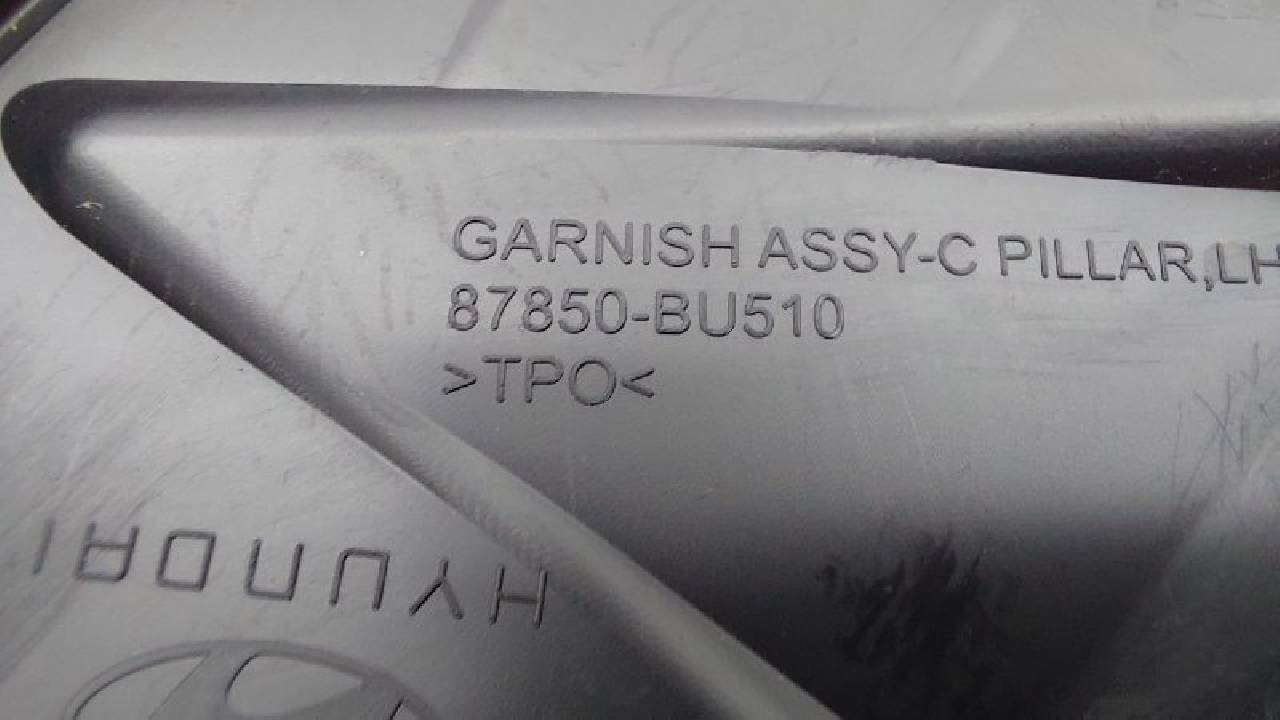 GARNISH ASSY-C PILLAR,LH
87850-BU510
>TPO<
HYUNDAI